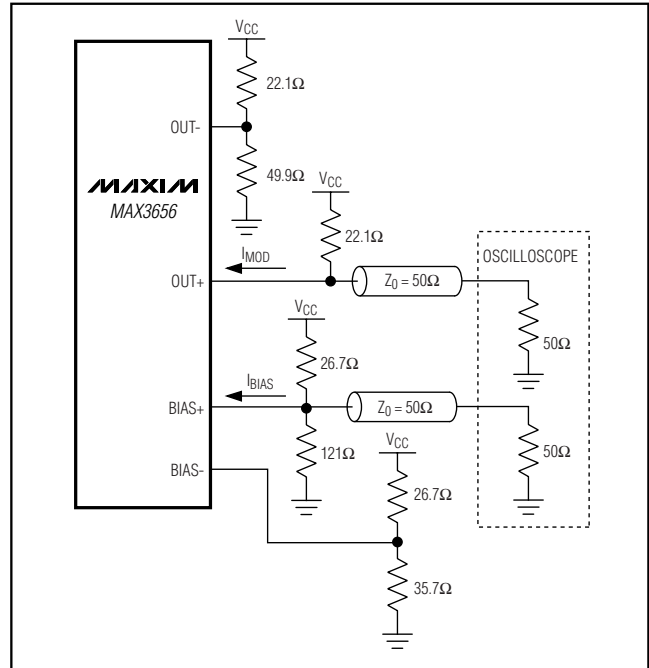 VCC
22.1Ω
OUT-
49.9Ω
MAXIM
MAX3656
VCC
22.1Ω
OSCILLOSCOPE
IMOD
OUT+
Z0 = 50Ω
50Ω
VCC
26.7Ω
IBIAS
BIAS+
Z0 = 50Ω
50Ω
121Ω
VCC
BIAS-
26.7Ω
35.7Ω